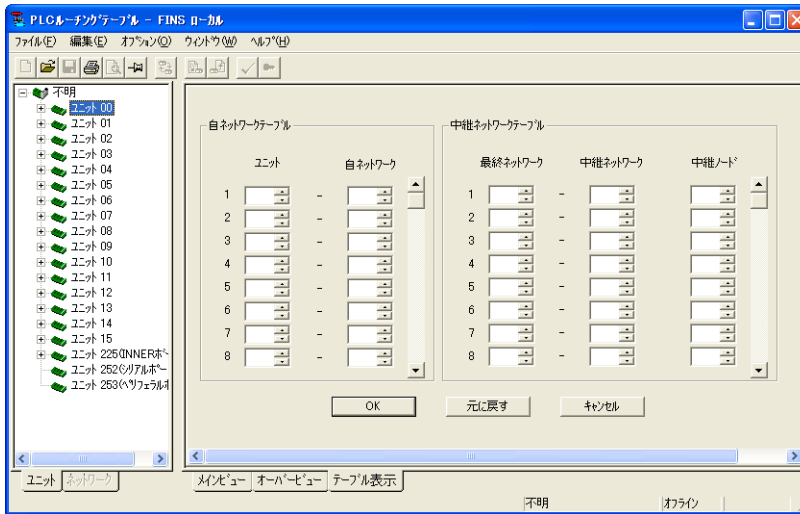 PLCルーチングテーブル - FINS ローカル
ファイル(F) 編集(E) オプション(O) ウィンドウ(W) ヘルプ(H)
不明
ユニット 00
ユニット 01
ユニット 02
ユニット 03
ユニット 04
ユニット 05
ユニット 06
ユニット 07
ユニット 08
ユニット 09
ユニット 10
ユニット 11
ユニット 12
ユニット 13
ユニット 14
ユニット 15
ユニット 225(INNERボー
ユニット 252(シリアルポー
ユニット 253(ペリフェラルポ
ユニット ネットワーク
自ネットワークテーブル
ユニット 自ネットワーク
1 -
2 -
3 -
4 -
5 -
6 -
7 -
8 -
中継ネットワークテーブル
最終ネットワーク 中継ネットワーク 中継ノード
1 -
2 -
3 -
4 -
5 -
6 -
7 -
8 -
OK 元に戻す キャンセル
メインビュー オーバービュー テーブル表示
不明 オフライン